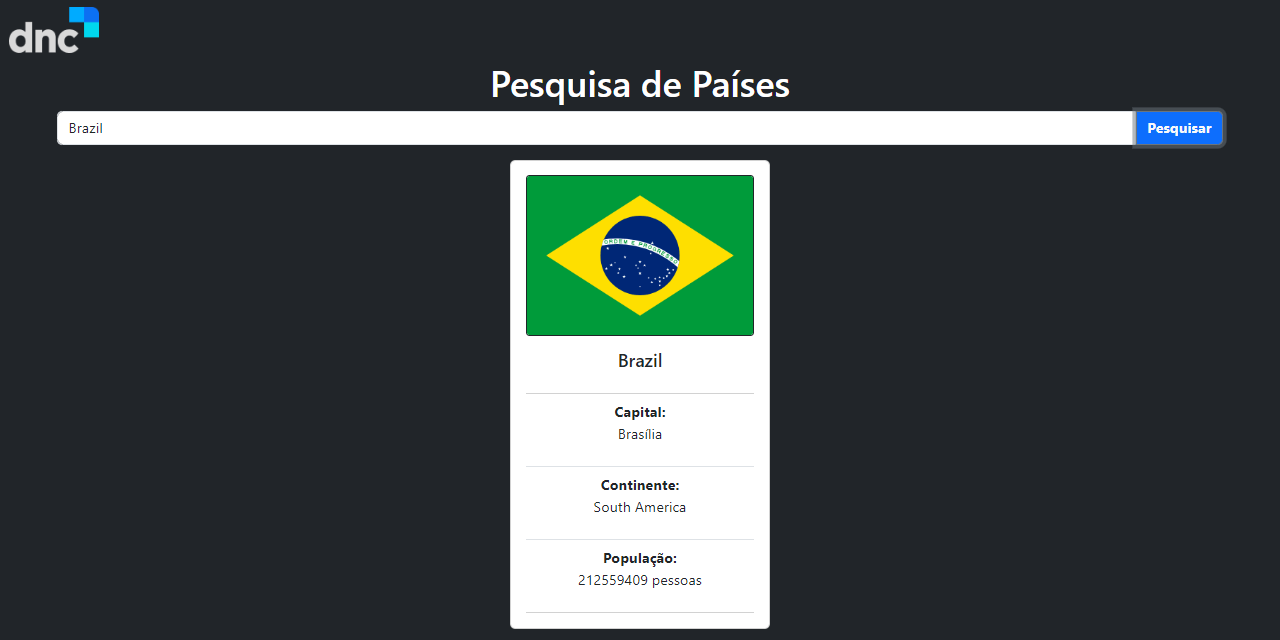 dnc
Pesquisa de Países
Brazil
Pesquisar
ORDEM E PROGRESSO
Brazil
Capital:
Brasília
Continente:
South America
População:
212559409 pessoas